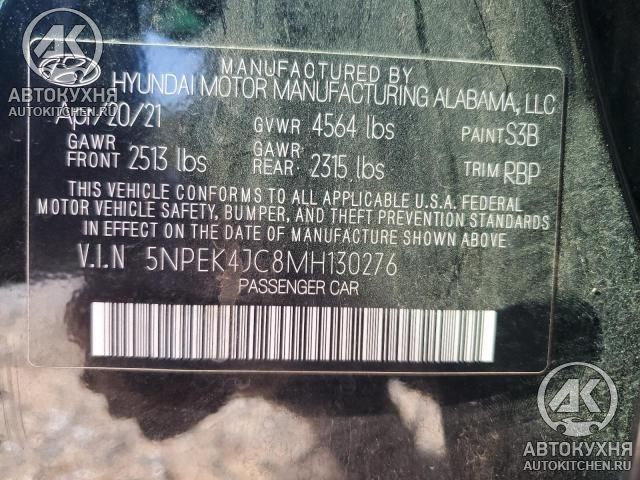 MANUFACTURED BY
HYUNDAI MOTOR MANUFACTURING ALABAMA, LLC
Apr/20/21 GVWR 4564 lbs PAINT S3B
GAWR FRONT 2513 lbs GAWR REAR: 2315 lbs TRIM RBP
THIS VEHICLE CONFORMS TO ALL APPLICABLE U.S.A. FEDERAL
MOTOR VEHICLE SAFETY, BUMPER, AND THEFT PREVENTION STANDARDS
IN EFFECT ON THE DATE OF MANUFACTURE SHOWN ABOVE.
V.I.N 5NPEK4JC8MH130276
PASSENGER CAR
АК
АВТОКУХНЯ
AUTOKITCHEN.RU
АК
АВТОКУХНЯ
AUTOKITCHEN.RU